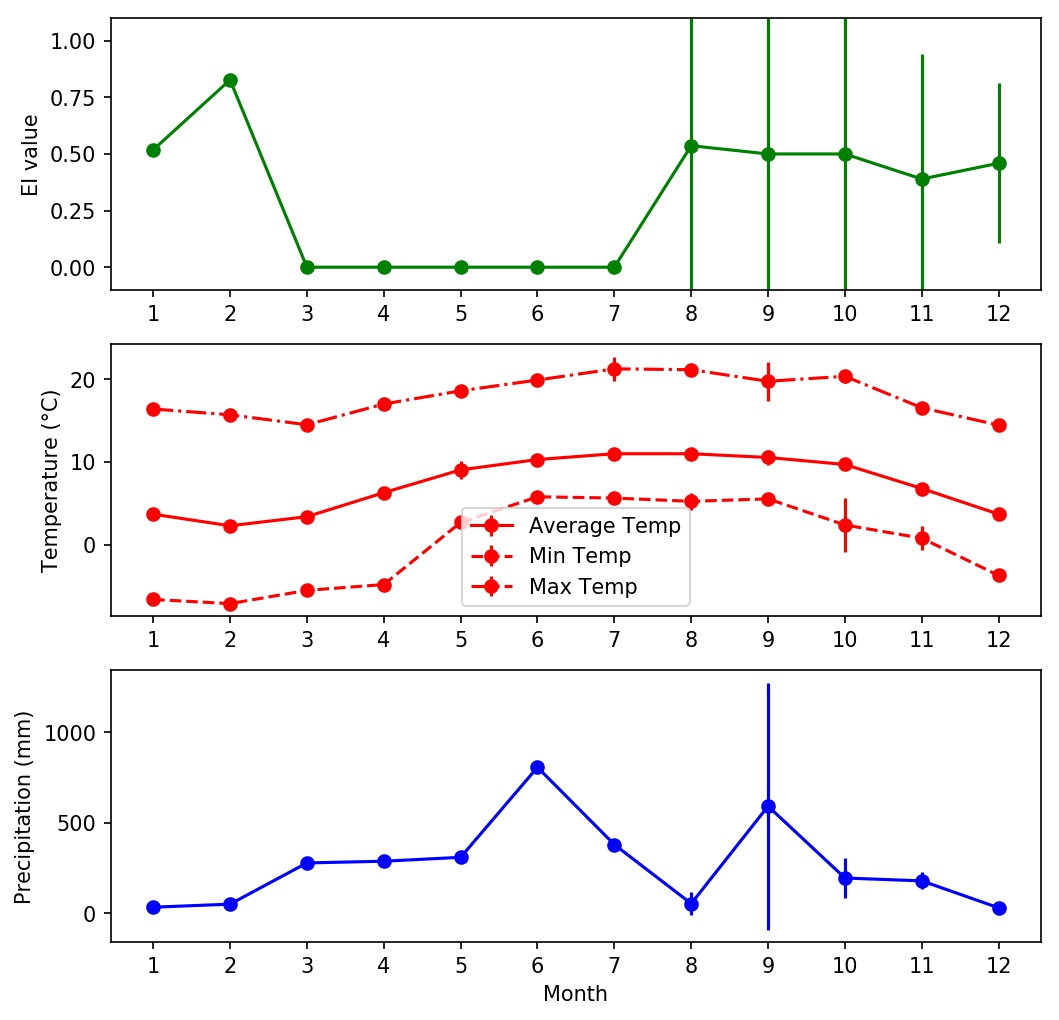 EI value
1.00
0.75
0.50
0.25
0.00
1 2 3 4 5 6 7 8 9 10 11 12
Temperature (°C)
20
10
0
Average Temp
Min Temp
Max Temp
1 2 3 4 5 6 7 8 9 10 11 12
Precipitation (mm)
1000
500
0
1 2 3 4 5 6 7 8 9 10 11 12
Month